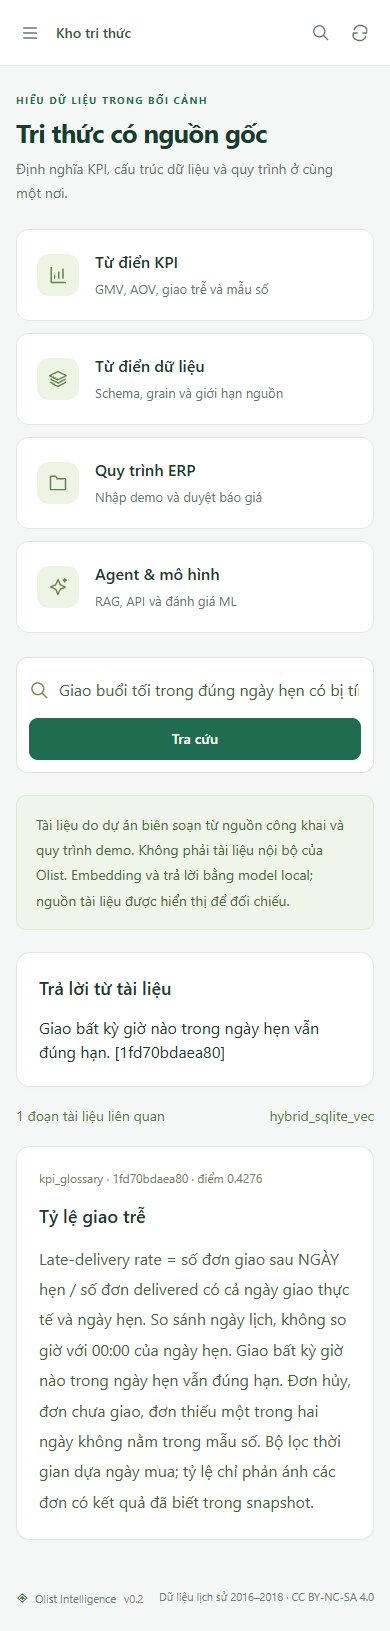 Kho tri thức
HIỂU DỮ LIỆU TRONG BỐI CẢNH
Tri thức có nguồn gốc
Định nghĩa KPI, cấu trúc dữ liệu và quy trình ở cùng
một nơi.
Từ điển KPI
GMV, AOV, giao trễ và mẫu số
Từ điển dữ liệu
Schema, grain và giới hạn nguồn
Quy trình ERP
Nhập demo và duyệt báo giá
Agent & mô hình
RAG, API và đánh giá ML
Giao buổi tối trong đúng ngày hẹn có bị tí
Tra cứu
Tài liệu do dự án biên soạn từ nguồn công khai và
quy trình demo. Không phải tài liệu nội bộ của
Olist. Embedding và trả lời bằng model local;
nguồn tài liệu được hiển thị để đối chiếu.
Trả lời từ tài liệu
Giao bất kỳ giờ nào trong ngày hẹn vẫn
đúng hạn. [1fd70bdaea80]
1 đoạn tài liệu liên quan hybrid_sqlite_vec
kpi_glossary · 1fd70bdaea80 · điểm 0.4276
Tỷ lệ giao trễ
Late-delivery rate = số đơn giao sau NGÀY
hẹn / số đơn delivered có cả ngày giao thực
tế và ngày hẹn. So sánh ngày lịch, không so
giờ với 00:00 của ngày hẹn. Giao bất kỳ giờ
nào trong ngày hẹn vẫn đúng hạn. Đơn hủy,
đơn chưa giao, đơn thiếu một trong hai
ngày không nằm trong mẫu số. Bộ lọc thời
gian dựa ngày mua; tỷ lệ chỉ phản ánh các
đơn có kết quả đã biết trong snapshot.
Olist Intelligence v0.2 Dữ liệu lịch sử 2016–2018 · CC BY-NC-SA 4.0